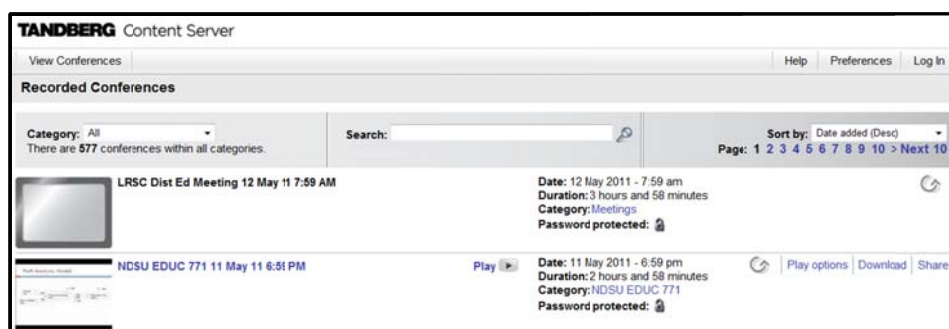 TANDBERG Content Server
View Conferences Help Preferences Log In
Recorded Conferences
Category: All Search: Sort by: Date added (Desc)
There are 577 conferences within all categories. Page: 1 2 3 4 5 6 7 8 9 10 > Next 10
LRSC Dist Ed Meeting 12 May 11 7:59 AM
Date: 12 May 2011 - 7:59 am
Duration: 3 hours and 58 minutes
Category: Meetings
Password protected:
NDSU EDUC 771 11 May 11 6:59 PM Play
Date: 11 May 2011 - 6:59 pm Play options Download Share
Duration: 2 hours and 58 minutes
Category: NDSU EDUC 771
Password protected: